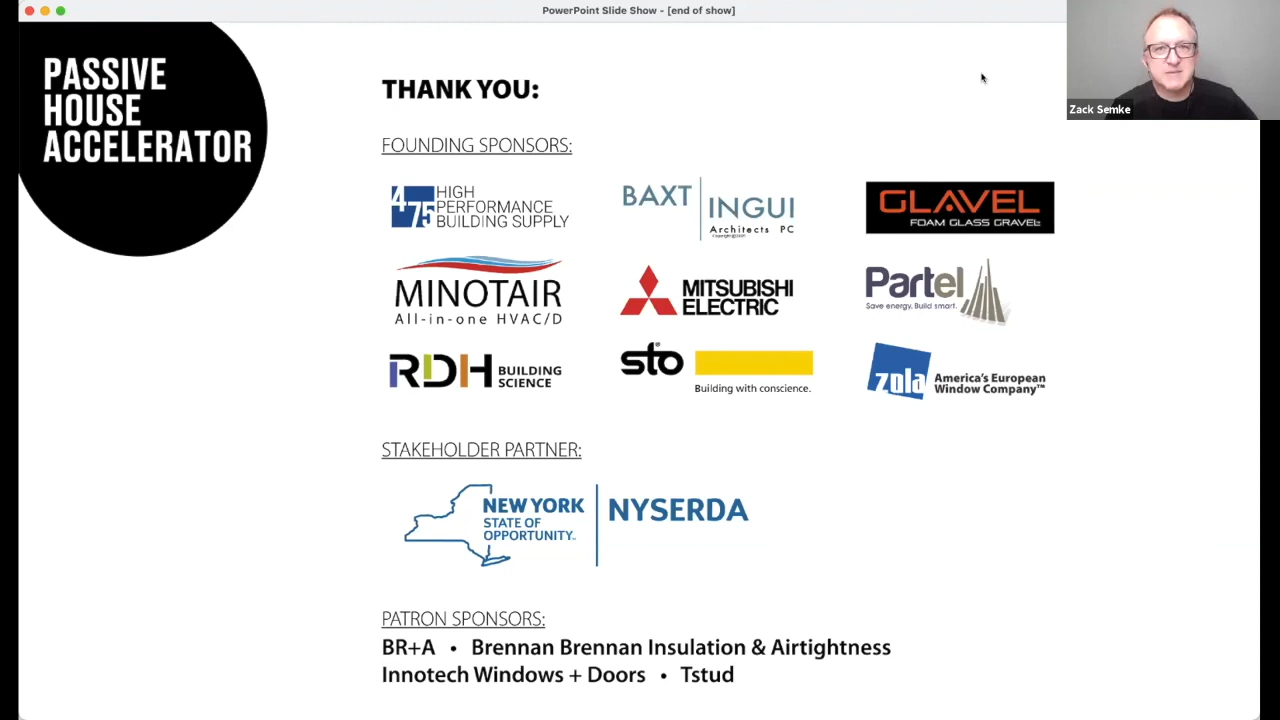 PowerPoint Slide Show - [end of show]
Zack Semke
PASSIVE
HOUSE
ACCELERATOR
THANK YOU:
FOUNDING SPONSORS:
475
HIGH
PERFORMANCE
BUILDING SUPPLY
BAXT
INGUI
Architects PC
GLAVEL
FOAM GLASS GRAVEL
MINOTAIR
All-in-one HVAC/D
MITSUBISHI
ELECTRIC
Partel
Save energy. Build smart.
RDH BUILDING
SCIENCE
sto
Building with conscience.
zola
America's European
Window Company™
STAKEHOLDER PARTNER:
NEW YORK
STATE OF
OPPORTUNITY.
NYSERDA
PATRON SPONSORS:
BR+A • Brennan Brennan Insulation & Airtightness
Innotech Windows + Doors • Tstud